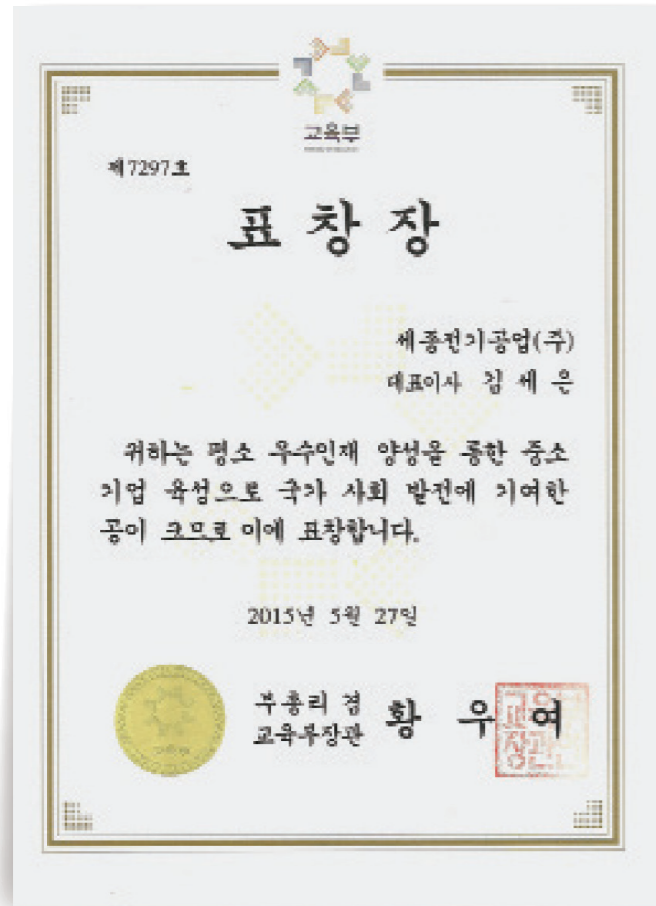 교육부
제7297호
표 창 장
세종전기공업(주)
대표이사 김 세 은
귀하는 평소 우수인재 양성을 통한 중소
기업 육성으로 국가 사회 발전에 기여한
공이 크므로 이에 표창합니다.
2015년 5월 27일
부총리 겸
교육부장관 황 우 여